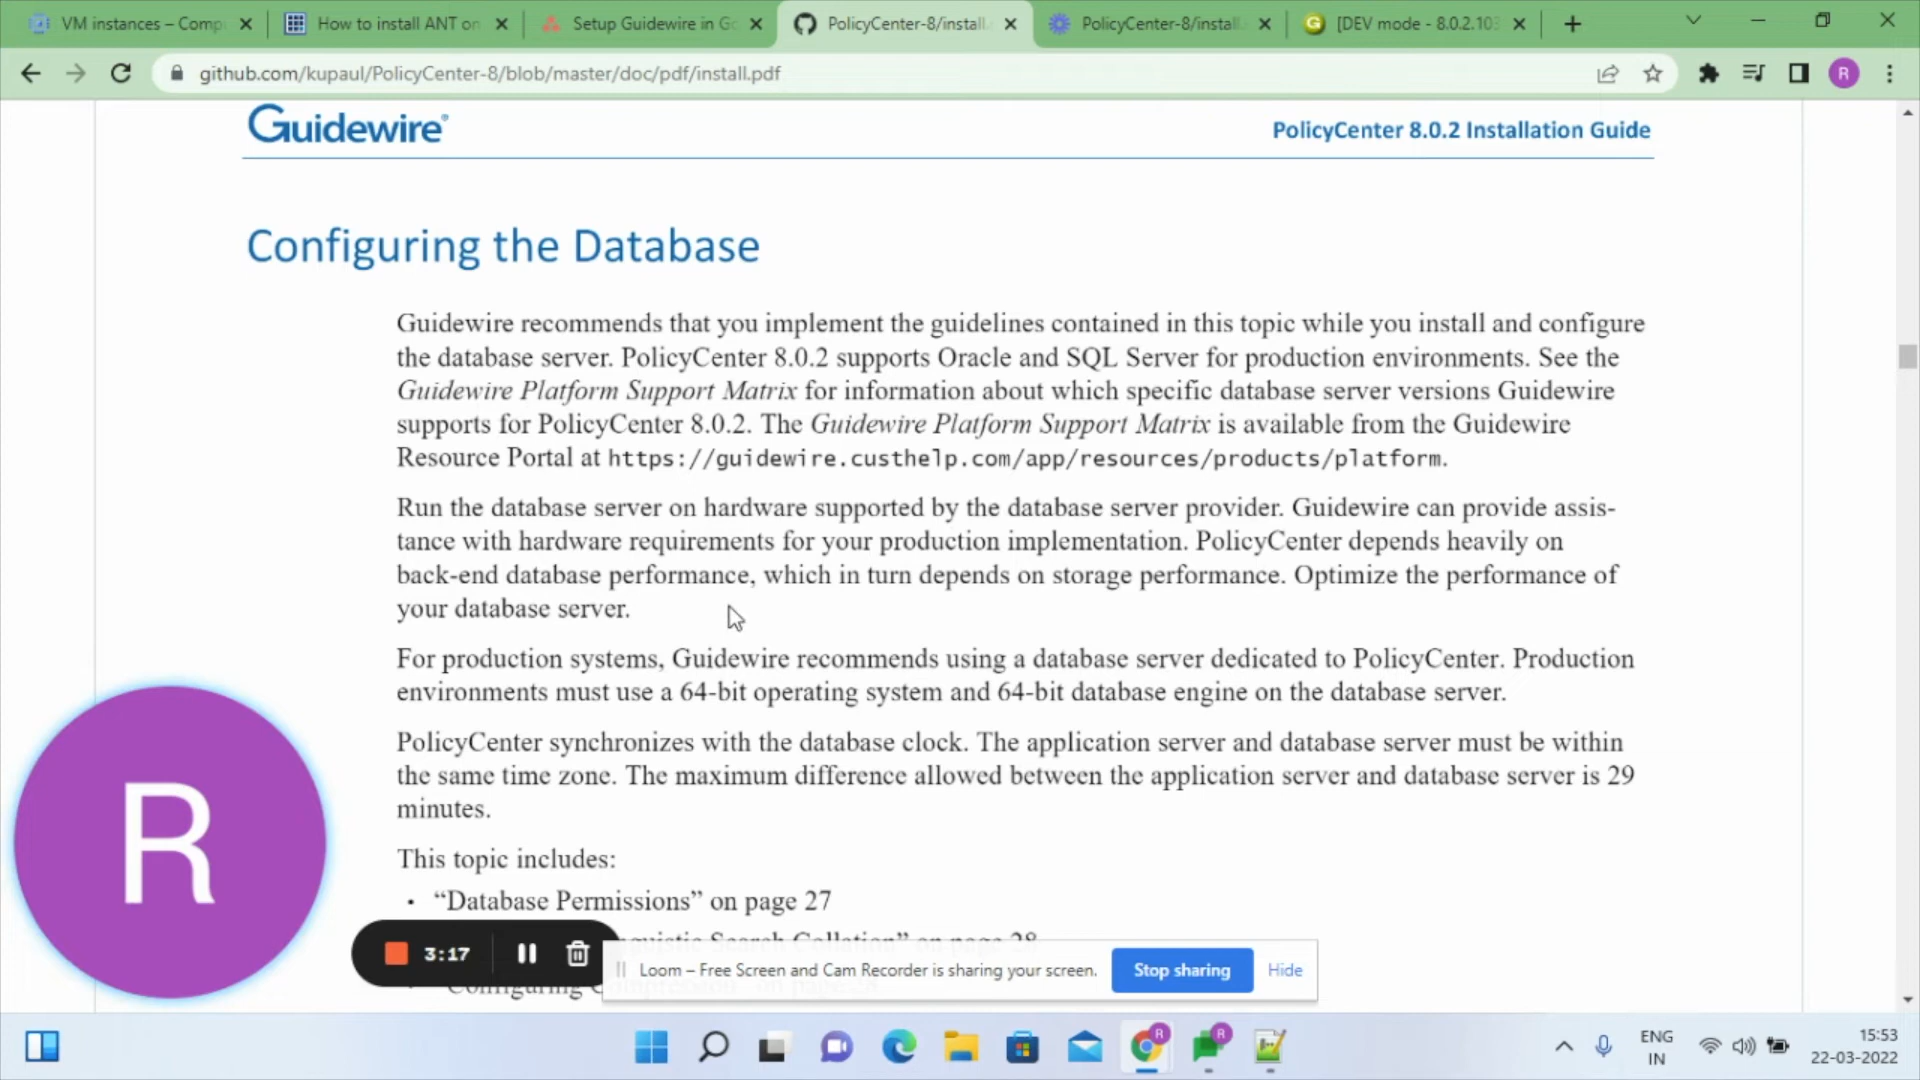 VM instances – Comp
How to install ANT on
Setup Guidewire in Go
PolicyCenter-8/install.
PolicyCenter-8/install.
[DEV mode - 8.0.2.103
github.com/kupaul/PolicyCenter-8/blob/master/doc/pdf/install.pdf
R
Guidewire
PolicyCenter 8.0.2 Installation Guide
Configuring the Database
Guidewire recommends that you implement the guidelines contained in this topic while you install and configure
the database server. PolicyCenter 8.0.2 supports Oracle and SQL Server for production environments. See the
Guidewire Platform Support Matrix for information about which specific database server versions Guidewire
supports for PolicyCenter 8.0.2. The Guidewire Platform Support Matrix is available from the Guidewire
Resource Portal at https://guidewire.custhelp.com/app/resources/products/platform.
Run the database server on hardware supported by the database server provider. Guidewire can provide assis-
tance with hardware requirements for your production implementation. PolicyCenter depends heavily on
back-end database performance, which in turn depends on storage performance. Optimize the performance of
your database server.
For production systems, Guidewire recommends using a database server dedicated to PolicyCenter. Production
environments must use a 64-bit operating system and 64-bit database engine on the database server.
PolicyCenter synchronizes with the database clock. The application server and database server must be within
the same time zone. The maximum difference allowed between the application server and database server is 29
minutes.
This topic includes:
• “Database Permissions” on page 27
Search Collation” on page 28
• “Configuring
R
3:17
Loom – Free Screen and Cam Recorder is sharing your screen.
Stop sharing
Hide
R
R
ENG
IN
15:53
22-03-2022